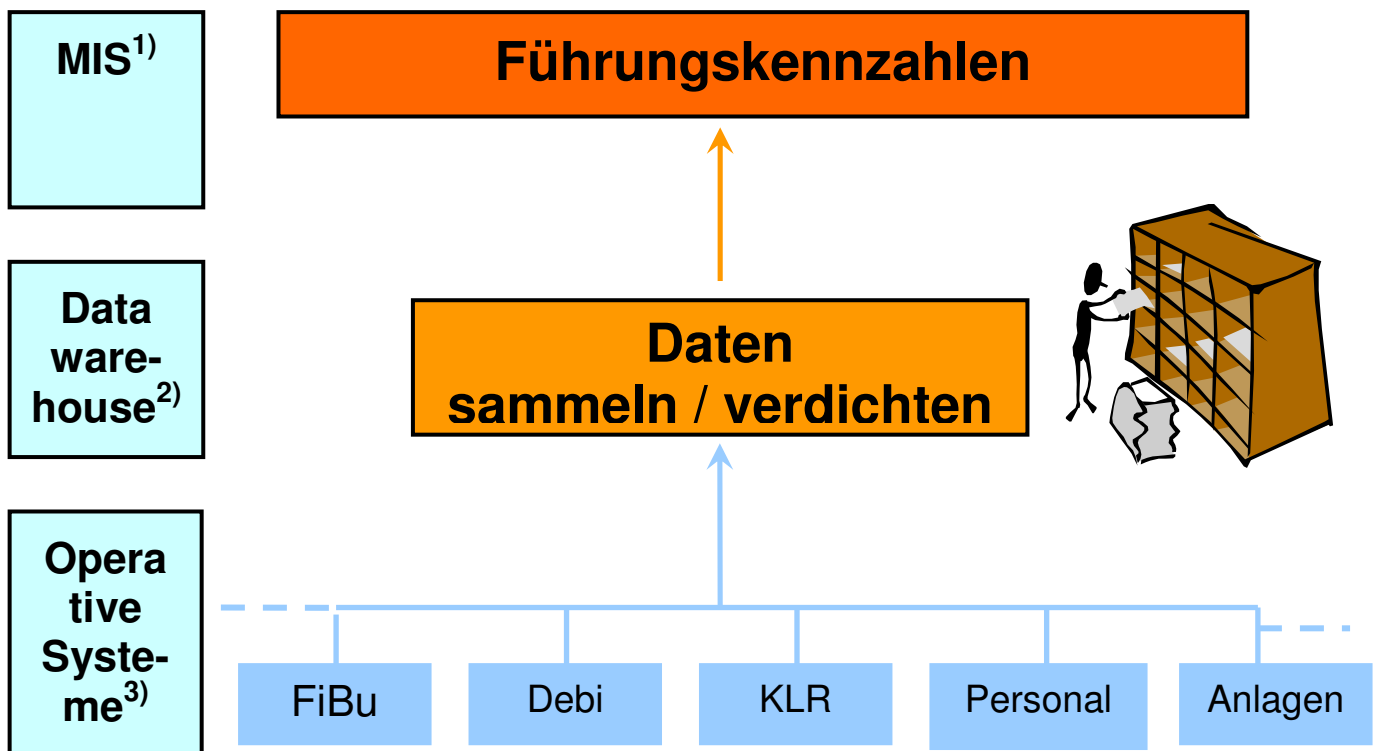 MIS1)
Führungskennzahlen
Data
ware-
house2)
Daten
sammeln / verdichten
Opera
tive
Syste-
me3)
FiBu
Debi
KLR
Personal
Anlagen